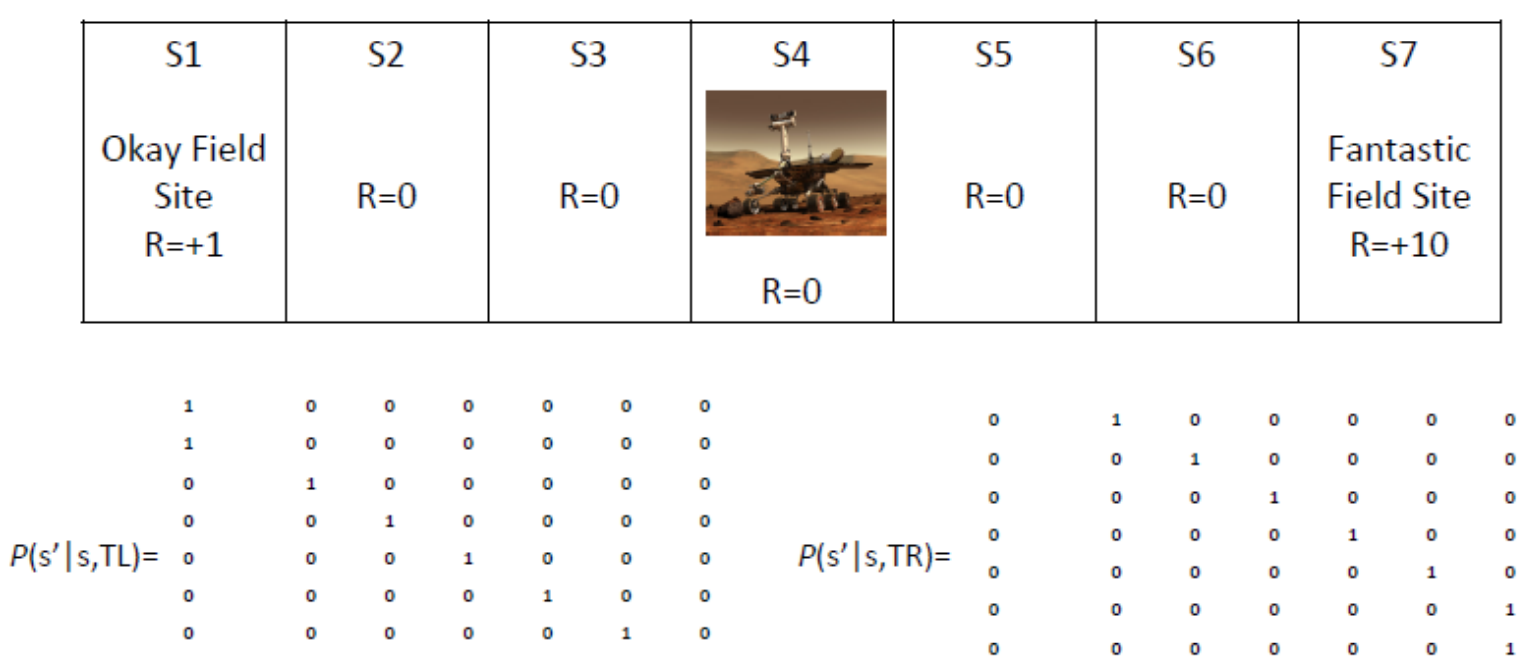 S1 S2 S3 S4 S5 S6 S7
Okay Field Site R=+1
R=0
R=0
R=0
R=0
R=0
Fantastic Field Site R=+10
P(s'|s,TL)=
1 0 0 0 0 0 0
1 0 0 0 0 0 0
0 1 0 0 0 0 0
0 0 1 0 0 0 0
0 0 0 1 0 0 0
0 0 0 0 1 0 0
0 0 0 0 0 1 0
P(s'|s,TR)=
0 1 0 0 0 0 0
0 0 1 0 0 0 0
0 0 0 1 0 0 0
0 0 0 0 1 0 0
0 0 0 0 0 1 0
0 0 0 0 0 0 1
0 0 0 0 0 0 1